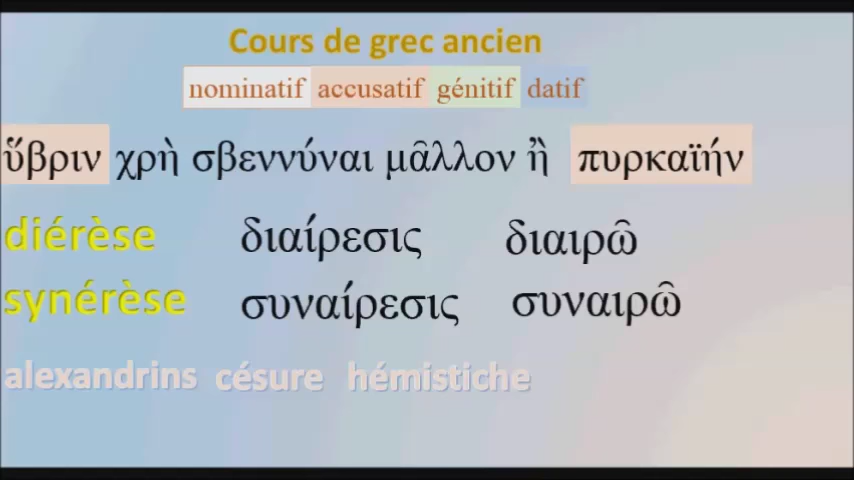 Cours de grec ancien
nominatif accusatif génitif datif
ὕβριν χρὴ σβεννύναι μᾶλλον ἢ πυρκαϊήν
diérèse διαίρεσις διαιρῶ
synérèse συναίρεσις συναιρῶ
alexandrins césure hémistiche